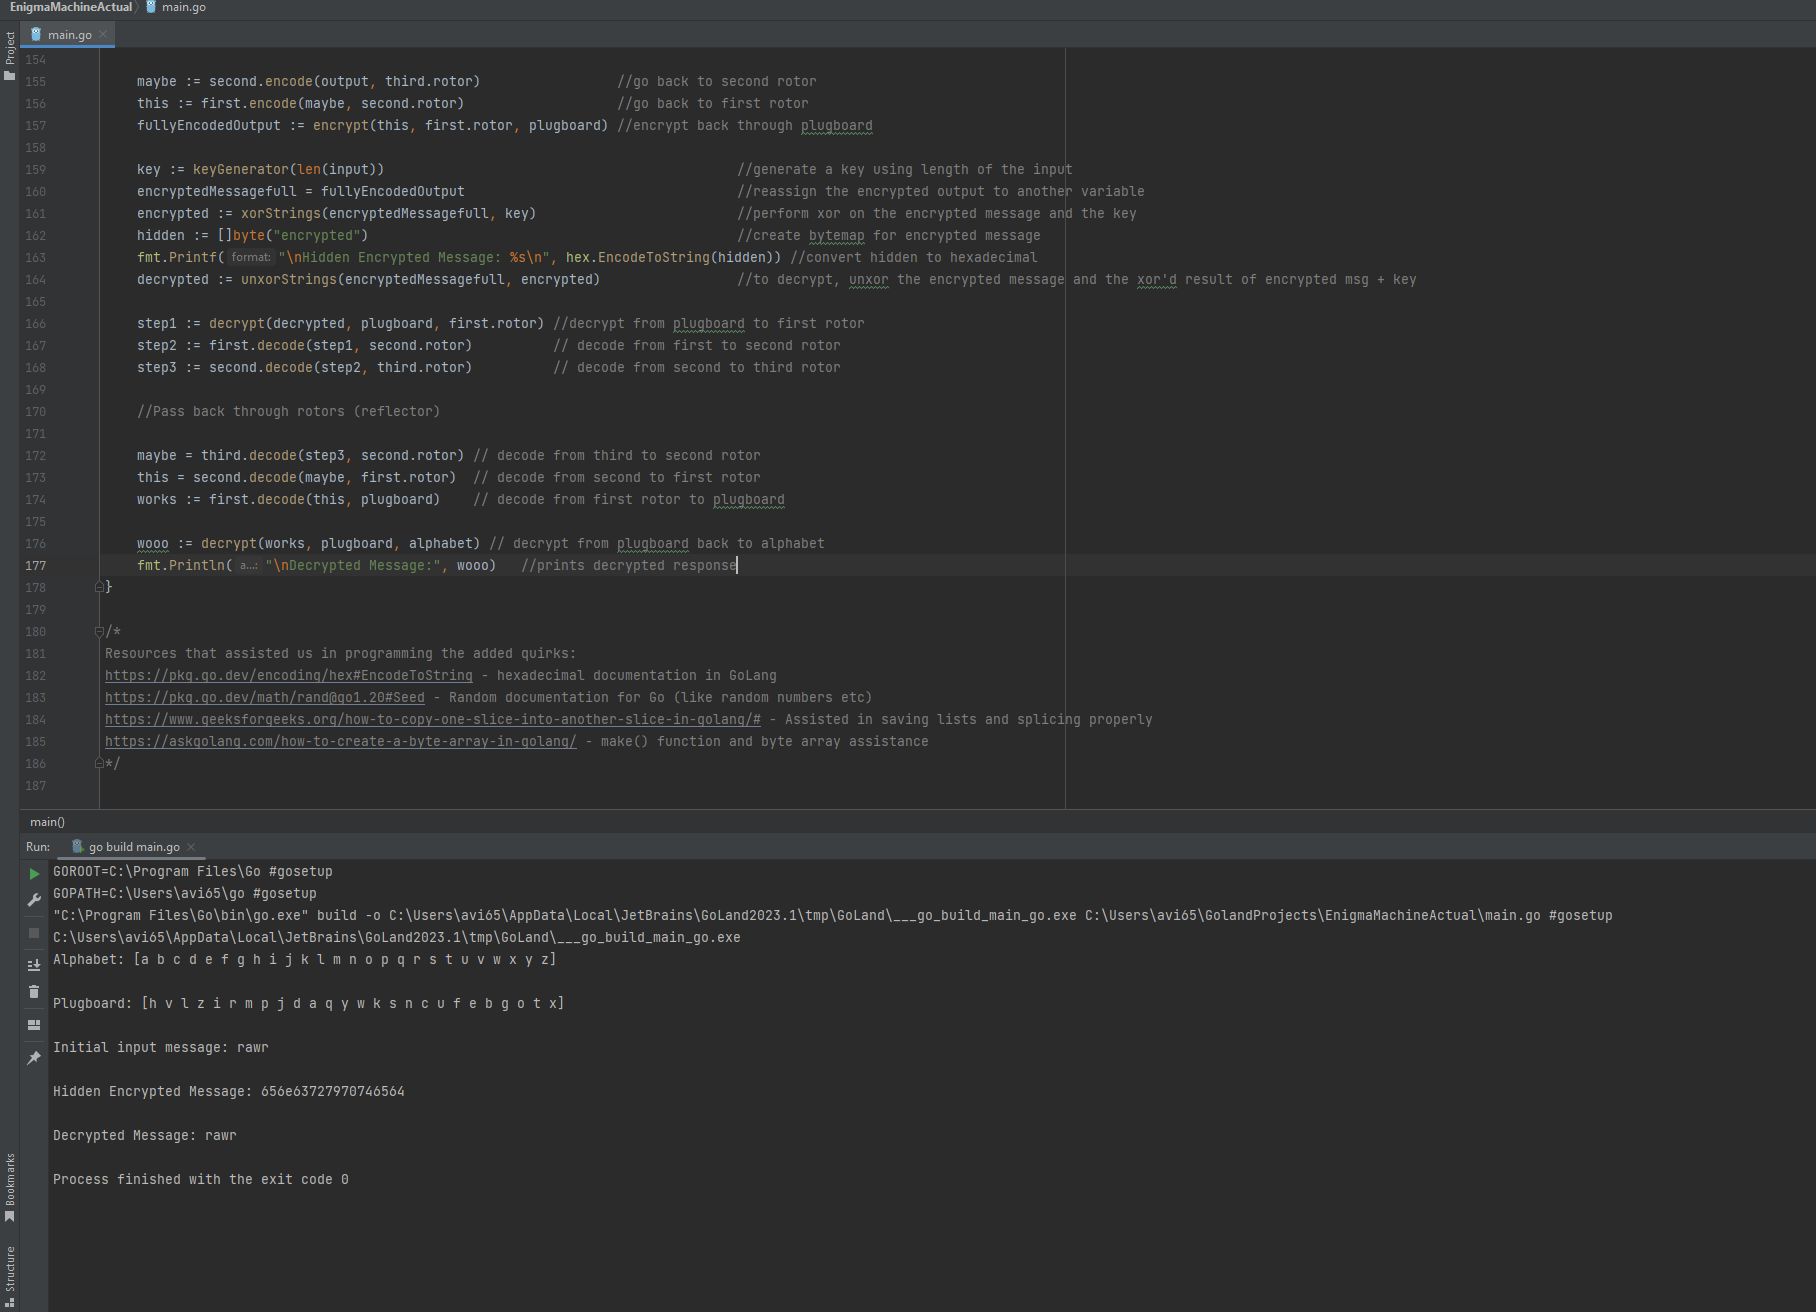 EnigmaMachineActual main.go
Project
main.go
154
155 maybe := second.encode(output, third.rotor) //go back to second rotor
156 this := first.encode(maybe, second.rotor) //go back to first rotor
157 fullyEncodedOutput := encrypt(this, first.rotor, plugboard) //encrypt back through plugboard
158
159 key := keyGenerator(len(input)) //generate a key using length of the input
160 encryptedMessagefull = fullyEncodedOutput //reassign the encrypted output to another variable
161 encrypted := xorStrings(encryptedMessagefull, key) //perform xor on the encrypted message and the key
162 hidden := []byte("encrypted") //create bytemap for encrypted message
163 fmt.Printf( format: "\nHidden Encrypted Message: %s\n", hex.EncodeToString(hidden)) //convert hidden to hexadecimal
164 decrypted := unxorStrings(encryptedMessagefull, encrypted) //to decrypt, unxor the encrypted message and the xor'd result of encrypted msg + key
165
166 step1 := decrypt(decrypted, plugboard, first.rotor) //decrypt from plugboard to first rotor
167 step2 := first.decode(step1, second.rotor) // decode from first to second rotor
168 step3 := second.decode(step2, third.rotor) // decode from second to third rotor
169
170 //Pass back through rotors (reflector)
171
172 maybe = third.decode(step3, second.rotor) // decode from third to second rotor
173 this = second.decode(maybe, first.rotor) // decode from second to first rotor
174 works := first.decode(this, plugboard) // decode from first rotor to plugboard
175
176 wooo := decrypt(works, plugboard, alphabet) // decrypt from plugboard back to alphabet
177 fmt.Println( a...: "\nDecrypted Message:", wooo) //prints decrypted response
178 }
179
180 /*
181 Resources that assisted us in programming the added quirks:
182 https://pkg.go.dev/encoding/hex#EncodeToString - hexadecimal documentation in GoLang
183 https://pkg.go.dev/math/rand@go1.20#Seed - Random documentation for Go (like random numbers etc)
184 https://www.geeksforgeeks.org/how-to-copy-one-slice-into-another-slice-in-golang/# - Assisted in saving lists and splicing properly
185 https://askgolang.com/how-to-create-a-byte-array-in-golang/ - make() function and byte array assistance
186 */
187
main()
Run: go build main.go
GOROOT=C:\Program Files\Go #gosetup
GOPATH=C:\Users\avi65\go #gosetup
"C:\Program Files\Go\bin\go.exe" build -o C:\Users\avi65\AppData\Local\JetBrains\GoLand2023.1\tmp\GoLand\___go_build_main_go.exe C:\Users\avi65\GolandProjects\EnigmaMachineActual\main.go #gosetup
C:\Users\avi65\AppData\Local\JetBrains\GoLand2023.1\tmp\GoLand\___go_build_main_go.exe
Alphabet: [a b c d e f g h i j k l m n o p q r s t u v w x y z]
Plugboard: [h v l z i r m p j d a q y w k s n c u f e b g o t x]
Initial input message: rawr
Hidden Encrypted Message: 656e63727970746564
Decrypted Message: rawr
Process finished with the exit code 0
Bookmarks
Structure